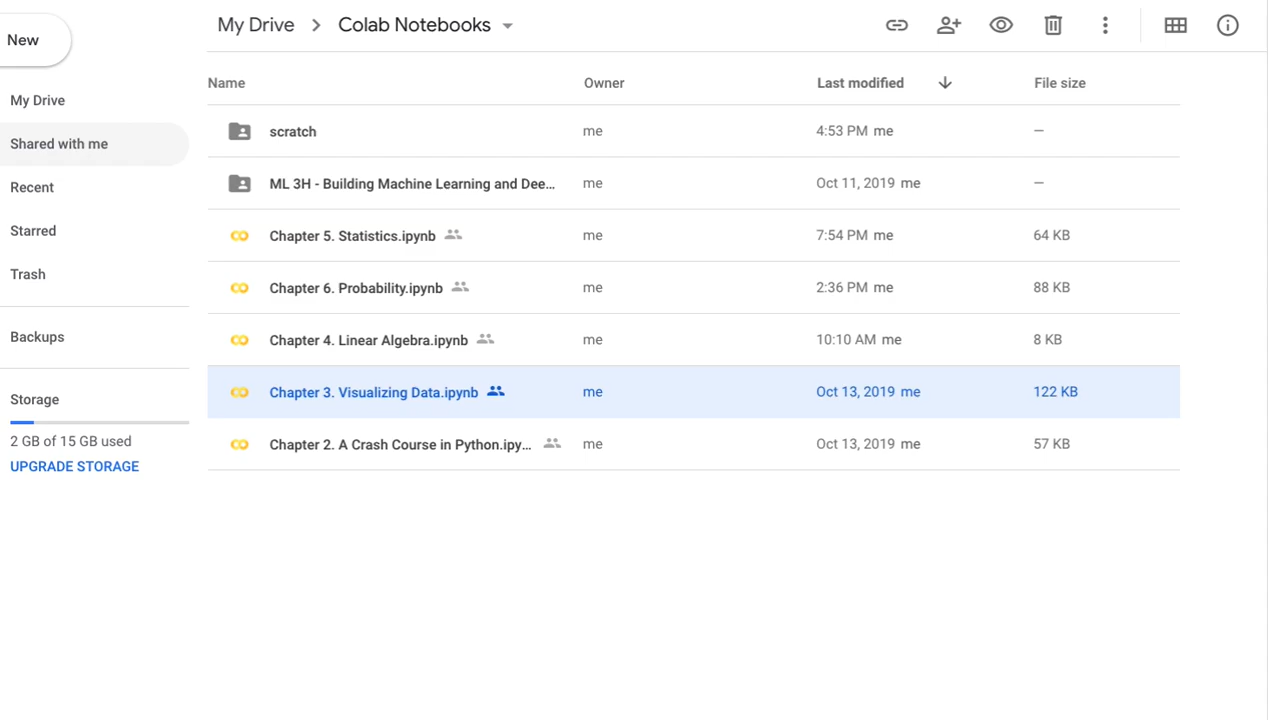 New
My Drive
Shared with me
Recent
Starred
Trash
Backups
Storage
2 GB of 15 GB used
UPGRADE STORAGE
My Drive > Colab Notebooks
Name Owner Last modified File size
scratch me 4:53 PM me —
ML 3H - Building Machine Learning and Dee... me Oct 11, 2019 me —
Chapter 5. Statistics.ipynb me 7:54 PM me 64 KB
Chapter 6. Probability.ipynb me 2:36 PM me 88 KB
Chapter 4. Linear Algebra.ipynb me 10:10 AM me 8 KB
Chapter 3. Visualizing Data.ipynb me Oct 13, 2019 me 122 KB
Chapter 2. A Crash Course in Python.ipy... me Oct 13, 2019 me 57 KB